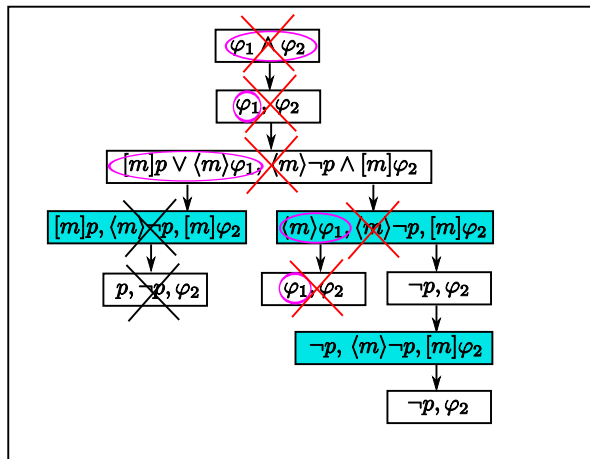 φ₁ ∧ φ₂
φ₁, φ₂
[m]p ∨ ⟨m⟩φ₁, ⟨m⟩¬p ∧ [m]φ₂
[m]p, ⟨m⟩¬p, [m]φ₂
⟨m⟩φ₁, ⟨m⟩¬p, [m]φ₂
p, ¬p, φ₂
φ₁, φ₂
¬p, φ₂
¬p, ⟨m⟩¬p, [m]φ₂
¬p, φ₂